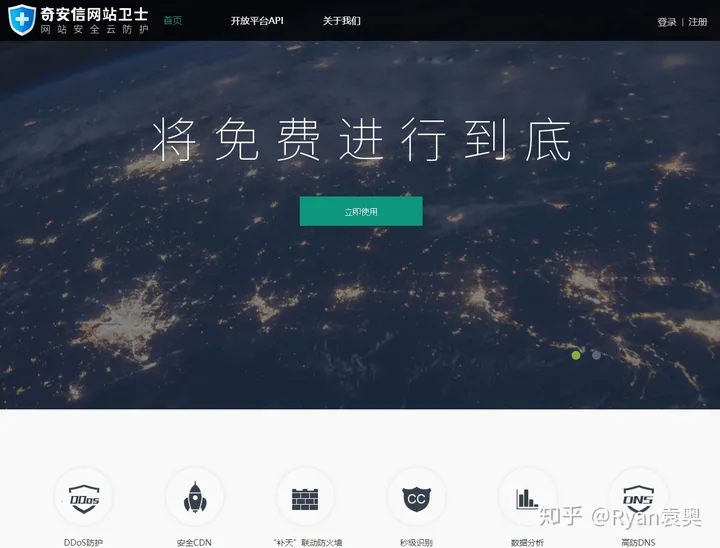 奇安信网站卫士
网站安全云防护
首页
开放平台API
关于我们
登录 | 注册
将免费进行到底
立即使用
DDos
CC
DNS
DDoS防护
安全CDN
"补天"联动防火墙
秒级识别
数据分析
高防DNS
知乎 @Ryan袁奥